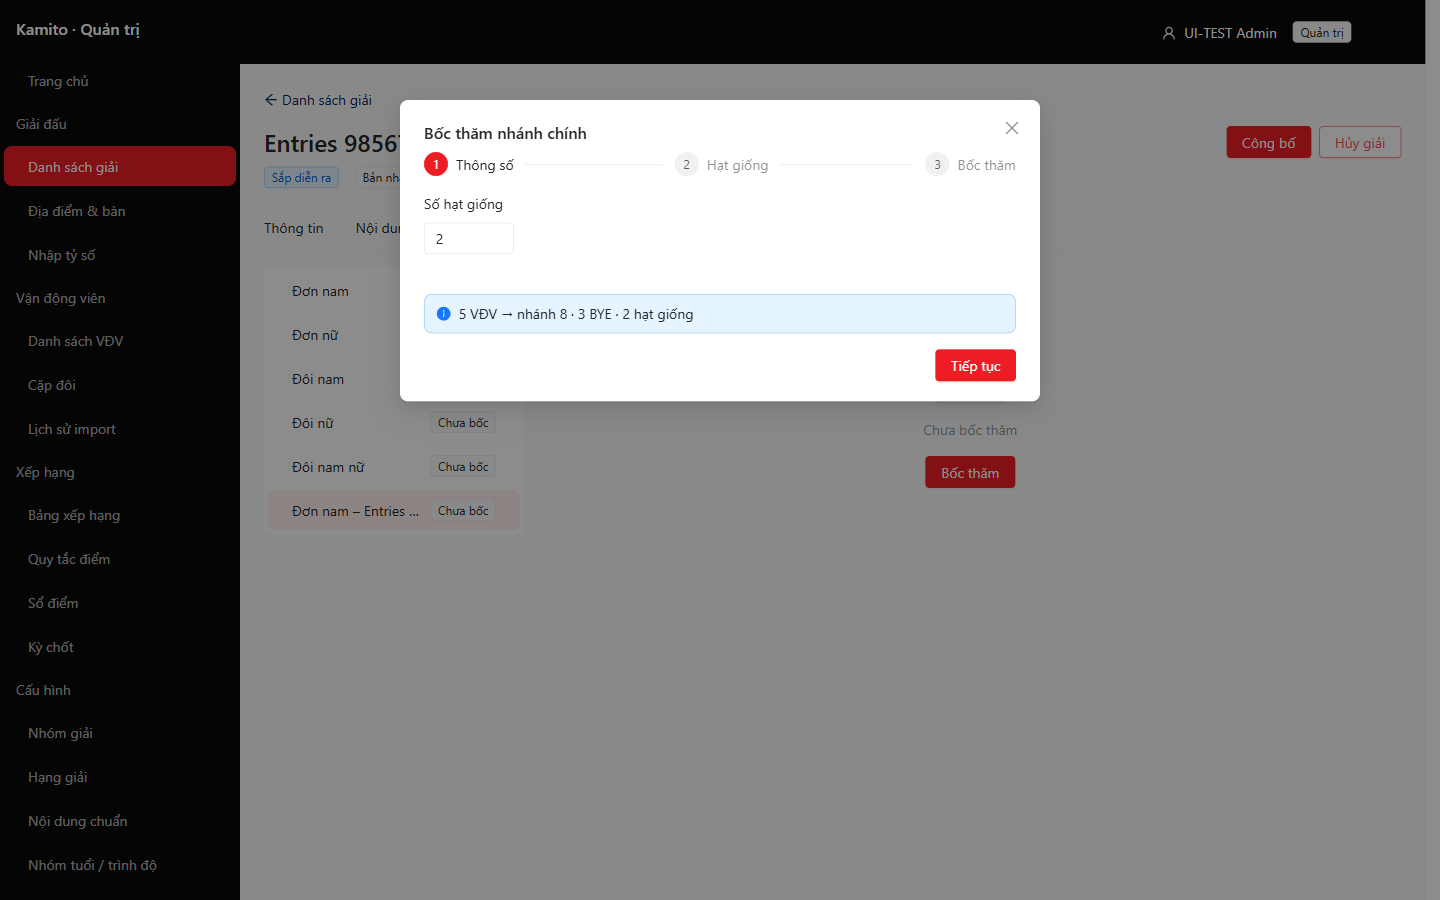 Kamito · Quản trị
UI-TEST Admin
Quản trị
Trang chủ
Giải đấu
Danh sách giải
Địa điểm & bàn
Nhập tỷ số
Vận động viên
Danh sách VĐV
Cặp đôi
Lịch sử import
Xếp hạng
Bảng xếp hạng
Quy tắc điểm
Sổ điểm
Kỳ chốt
Cấu hình
Nhóm giải
Hạng giải
Nội dung chuẩn
Nhóm tuổi / trình độ
Danh sách giải
Entries 9856
Công bố
Hủy giải
Sắp diễn ra
Bản
Thông tin
Nội
Đơn nam
Đơn nữ
Đôi nam
Đôi nữ
Chưa bốc
Đôi nam nữ
Chưa bốc
Đơn nam – Entries ...
Chưa bốc
Chưa bốc thăm
Bốc thăm
Bốc thăm nhánh chính
1 Thông số
2 Hạt giống
3 Bốc thăm
Số hạt giống
2
5 VĐV → nhánh 8 · 3 BYE · 2 hạt giống
Tiếp tục